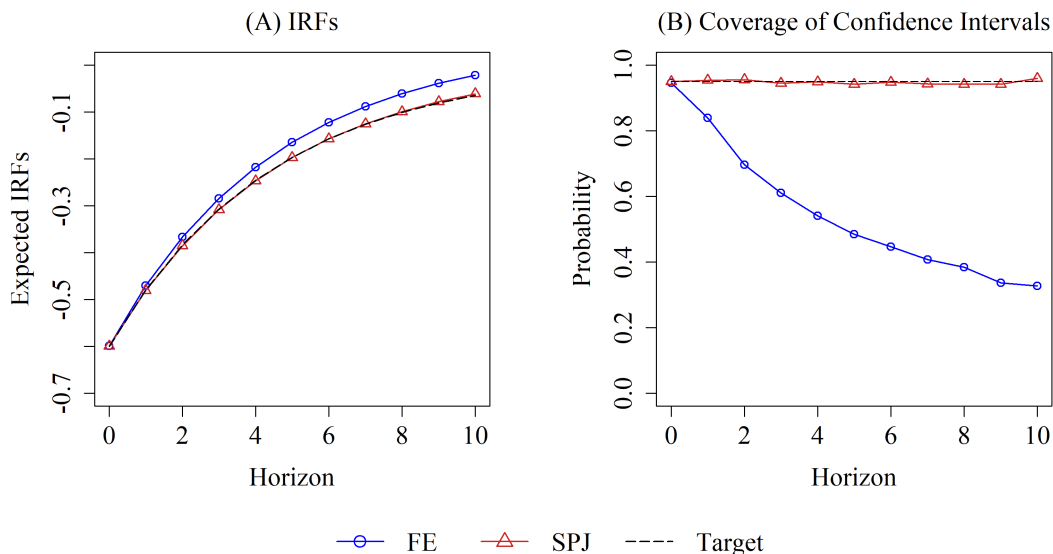 (A) IRFs
Expected IRFs
-0.1
-0.3
-0.5
-0.7
0 2 4 6 8 10
Horizon
(B) Coverage of Confidence Intervals
Probability
1.0
0.8
0.6
0.4
0.2
0.0
0 2 4 6 8 10
Horizon
FE SPJ Target